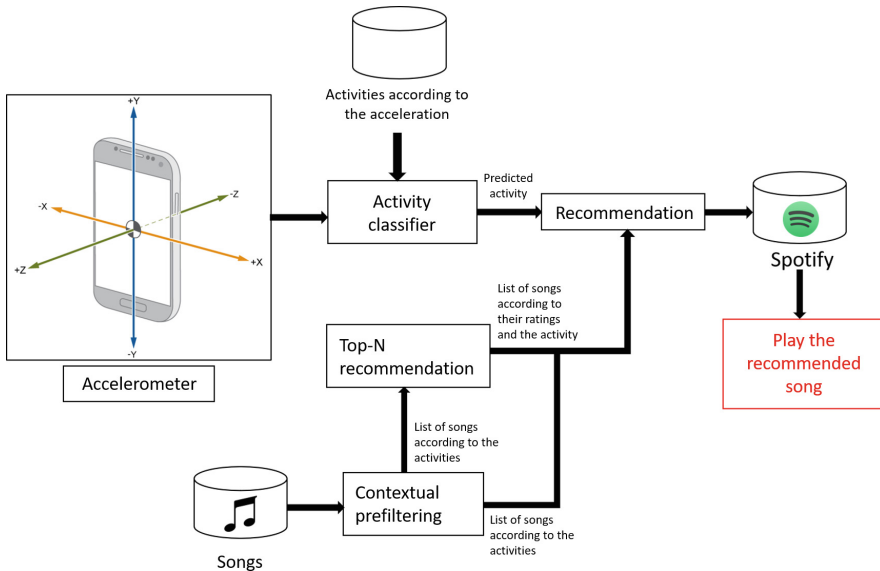 Activities according to
the acceleration
+Y
-X
-Z
+Z
+X
-Y
Accelerometer
Activity
classifier
Predicted
activity
Recommendation
Spotify
Play the
recommended
song
List of songs
according to
their ratings
and the activity
Top-N
recommendation
List of songs
according to the
activities
Contextual
prefiltering
List of songs
according to the
activities
Songs